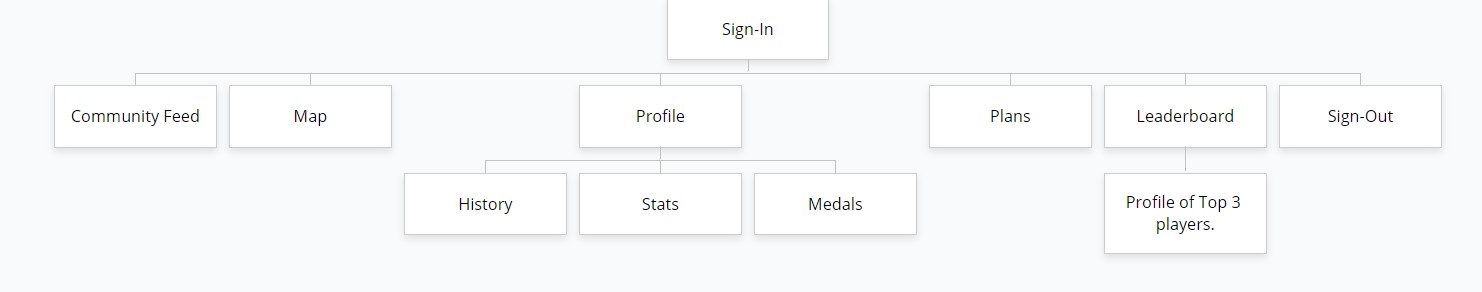 Sign-In
Community Feed
Map
Profile
Plans
Leaderboard
Sign-Out
History
Stats
Medals
Profile of Top 3
players.